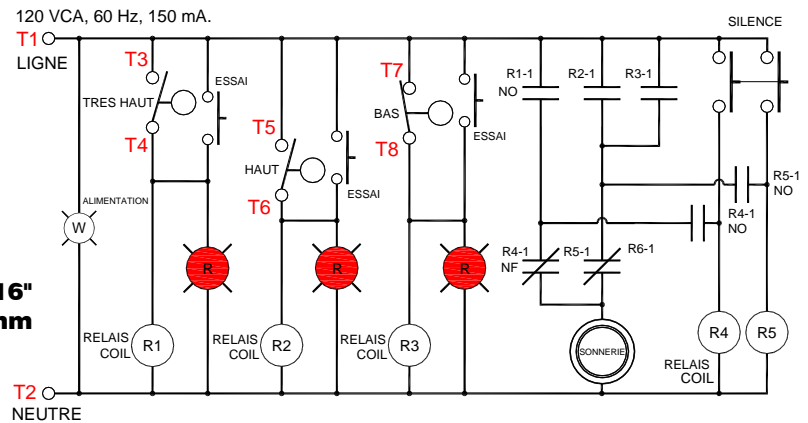 120 VCA, 60 Hz, 150 mA.
T1
LIGNE
SILENCE
T3
TRES HAUT
T4
ESSAI
T5
HAUT
T6
ESSAI
T7
BAS
T8
ESSAI
R1-1
NO
R2-1
R3-1
R5-1
NO
R4-1
NO
ALIMENTATION
W
R4-1
NF
R5-1
R6-1
R
R
R
16"
mm
RELAIS
COIL
R1
RELAIS
COIL
R2
RELAIS
COIL
R3
SONNERIE
R4
R5
RELAIS
COIL
T2
NEUTRE